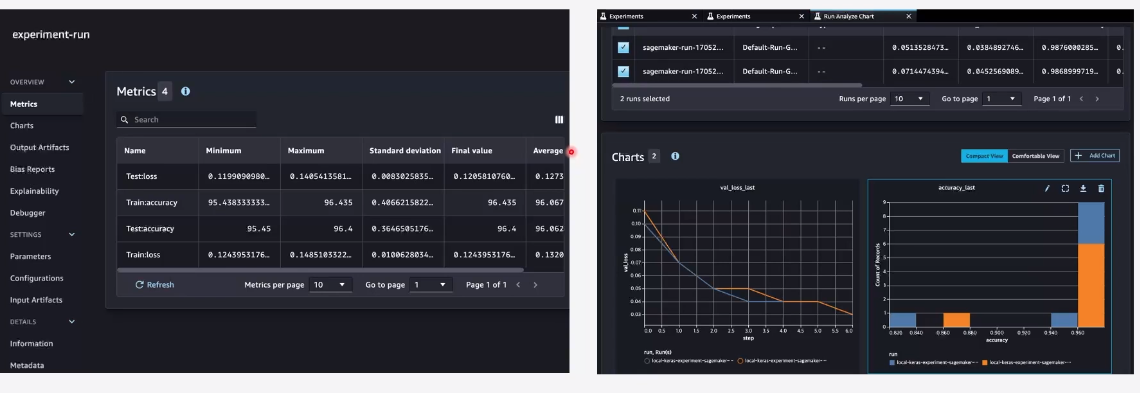 experiment-run
OVERVIEW
Metrics
Charts
Output Artifacts
Bias Reports
Explainability
Debugger
SETTINGS
Parameters
Configurations
Input Artifacts
DETAILS
Information
Metadata
Metrics 4
Search
Name Minimum Maximum Standard deviation Final value Average
Test:loss 0.1199090980... 0.1405413581... 0.0083025835... 0.1205810760... 0.1273
Train:accuracy 95.438333333... 96.435 0.4066215822... 96.435 96.067
Test:accuracy 95.45 96.4 0.3646505176... 96.4 96.062
Train:loss 0.1243953176... 0.1485103322... 0.0100628034... 0.1243953176... 0.1320
Refresh Metrics per page 10 Go to page 1 Page 1 of 1
Experiments Experiments Run Analyze Chart
sagemaker-run-17052... Default-Run-G... -- 0.0513528473... 0.0384892746... 0.9876000285... 0.
sagemaker-run-17052... Default-Run-G... -- 0.0714474394... 0.0452569089... 0.9868999719... 0.
2 runs selected Runs per page 10 Go to page 1 Page 1 of 1
Charts 2
Compact View Comfortable View + Add Chart
val_loss_last
val_loss
0.11
0.10
0.09
0.08
0.07
0.06
0.05
0.04
0.03
0.0 0.5 1.0 1.5 2.0 2.5 3.0 3.5 4.0 4.5 5.0 5.5 6.0
step
run, Run(s)
local-keras-experiment-sagemaker-- local-keras-experiment-sagemaker--
accuracy_last
Count of Records
9
8
7
6
5
4
3
2
1
0
0.820 0.840 0.860 0.880 0.900 0.920 0.940 0.960
accuracy
run
local-keras-experiment-sagemaker-- local-keras-experiment-sagemaker--